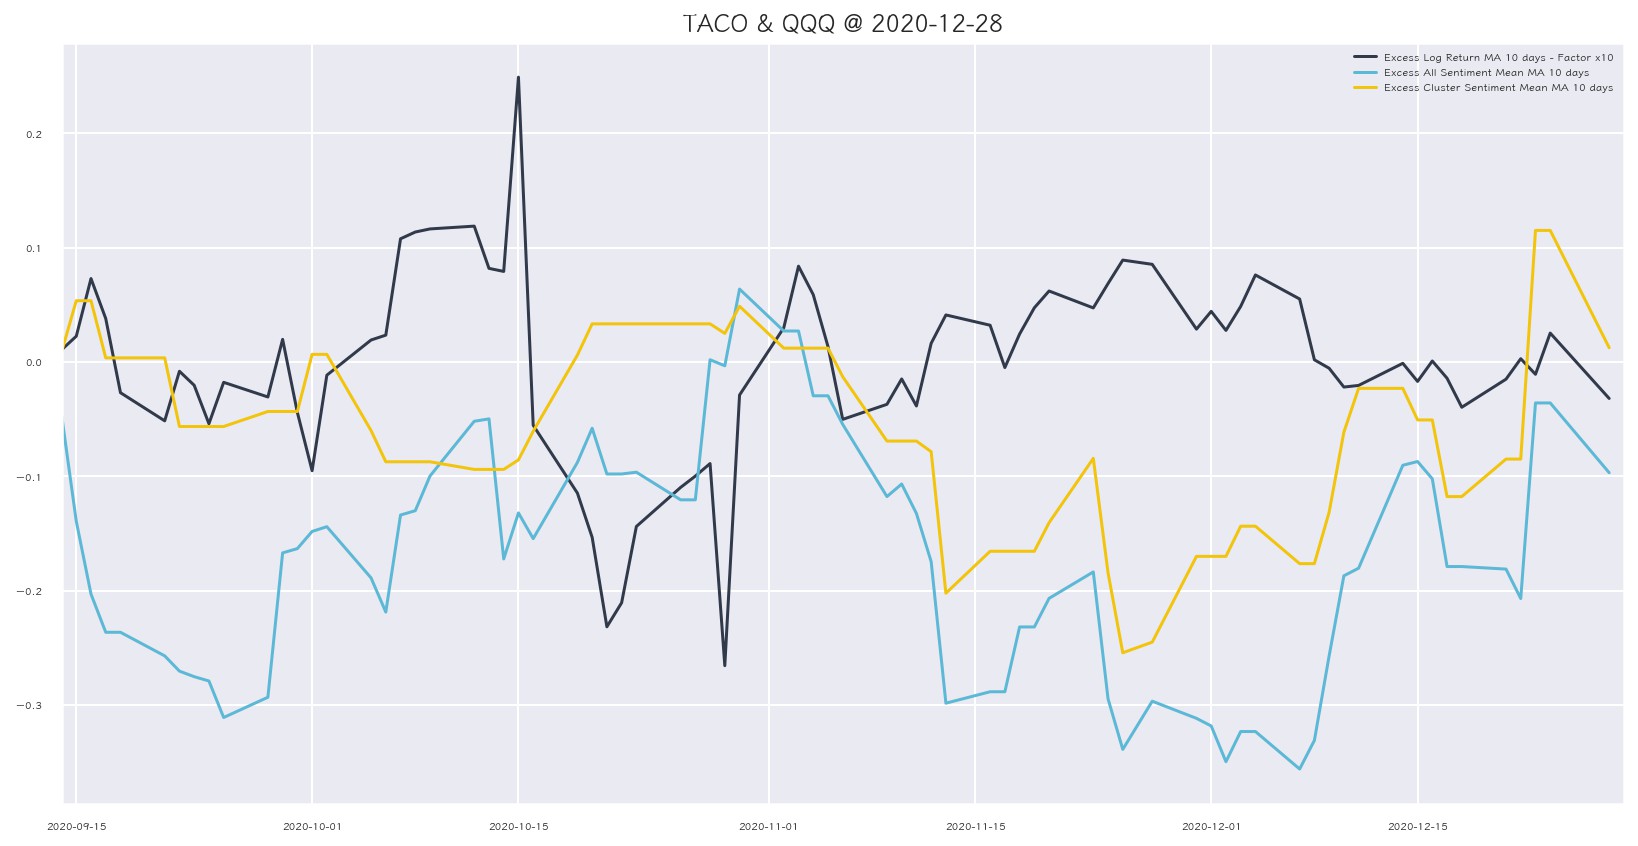 TACO & QQQ @ 2020-12-28
Excess Log Return MA 10 days - Factor x10
Excess All Sentiment Mean MA 10 days
Excess Cluster Sentiment Mean MA 10 days
0.2
0.1
0.0
−0.1
−0.2
−0.3
2020-09-15 2020-10-01 2020-10-15 2020-11-01 2020-11-15 2020-12-01 2020-12-15